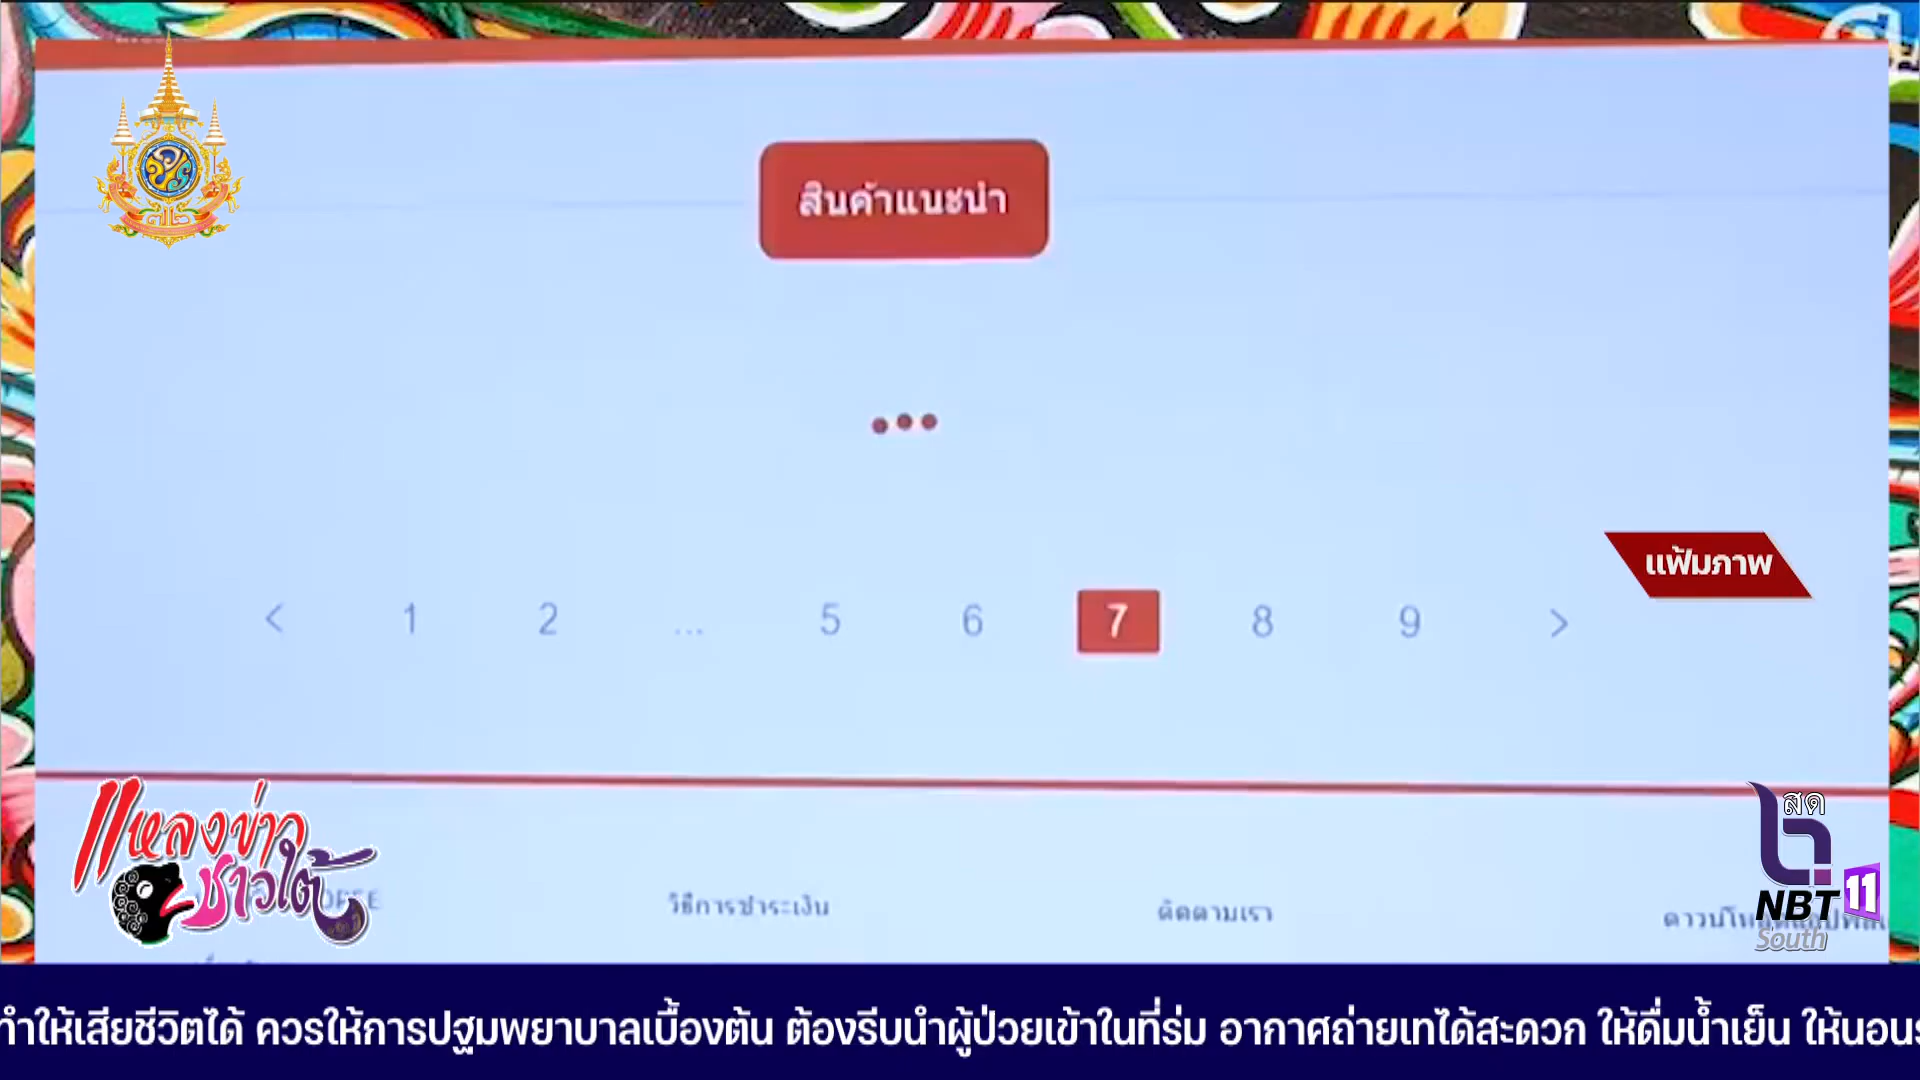 สินค้าแนะนำ
แฟ้มภาพ
< 1 2 ... 5 6 7 8 9 >
แหลงข่าว
ชาวใต้
สด
NBT 11
South
วิธีการชำระเงิน
ติดตามเรา
ทำให้เสียชีวิตได้ ควรให้การปฐมพยาบาลเบื้องต้น ต้องรีบนำผู้ป่วยเข้าในที่ร่ม อากาศถ่ายเทได้สะดวก ให้ดื่มน้ำเย็น